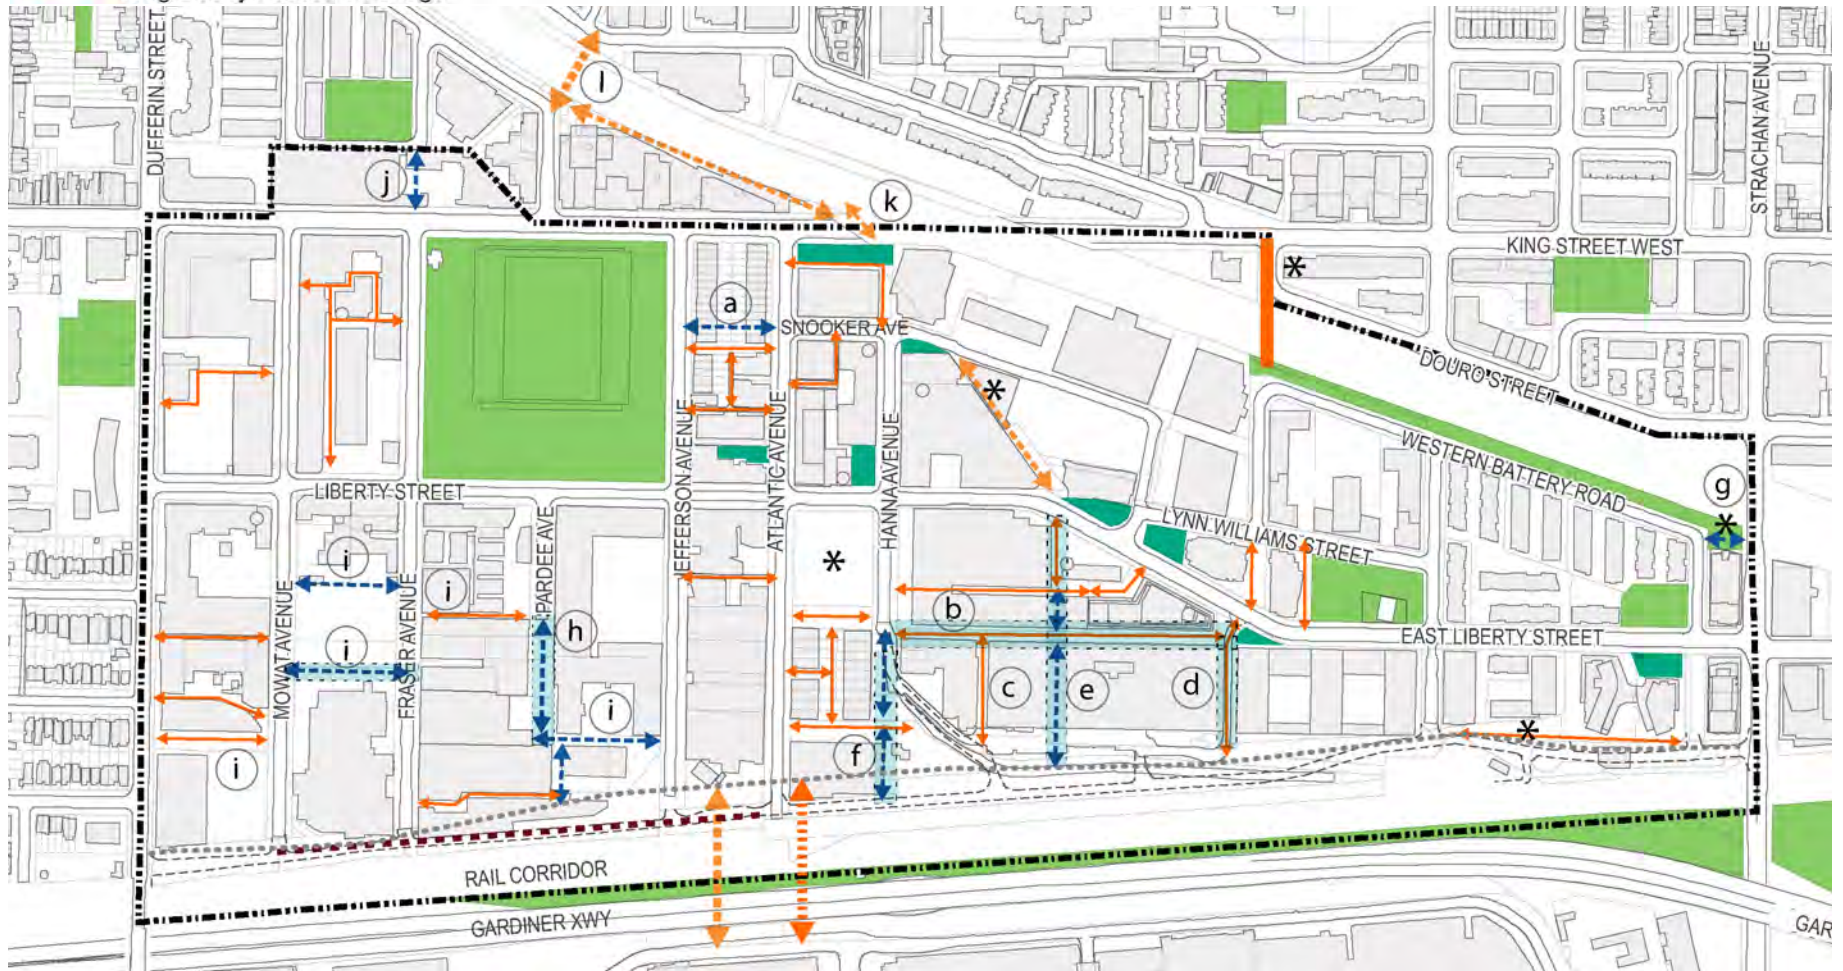 DUFFERIN STREET
STRACHAN AVENUE
l
j
k
KING STREET WEST
*
a
SNOOKER AVE
DOURO STREET
*
JEFFERSON AVENUE
ATLANTIC AVENUE
HANNA AVENUE
WESTERN BATTERY ROAD
LIBERTY STREET
g
*
PARDEE AVE
LYNN WILLIAMS STREET
i
*
i
b
h
EAST LIBERTY STREET
MOWAT AVENUE
FRASER AVENUE
i
c
e
d
i
*
i
f
RAIL CORRIDOR
GARDINER XWY
GAR